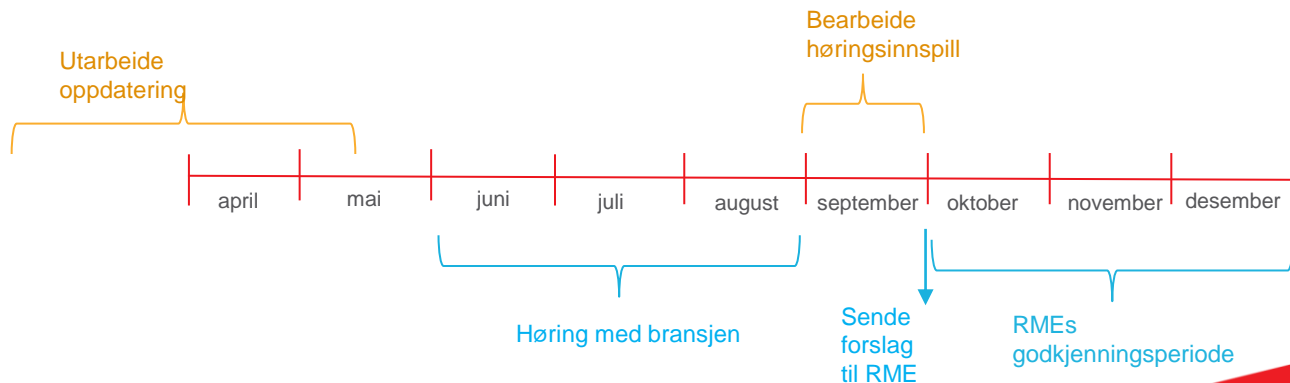 Utarbeide
oppdatering
Bearbeide
høringsinnspill
april
mai
juni
juli
august
september
oktober
november
desember
Høring med bransjen
Sende
forslag
til RME
RMEs
godkjenningsperiode